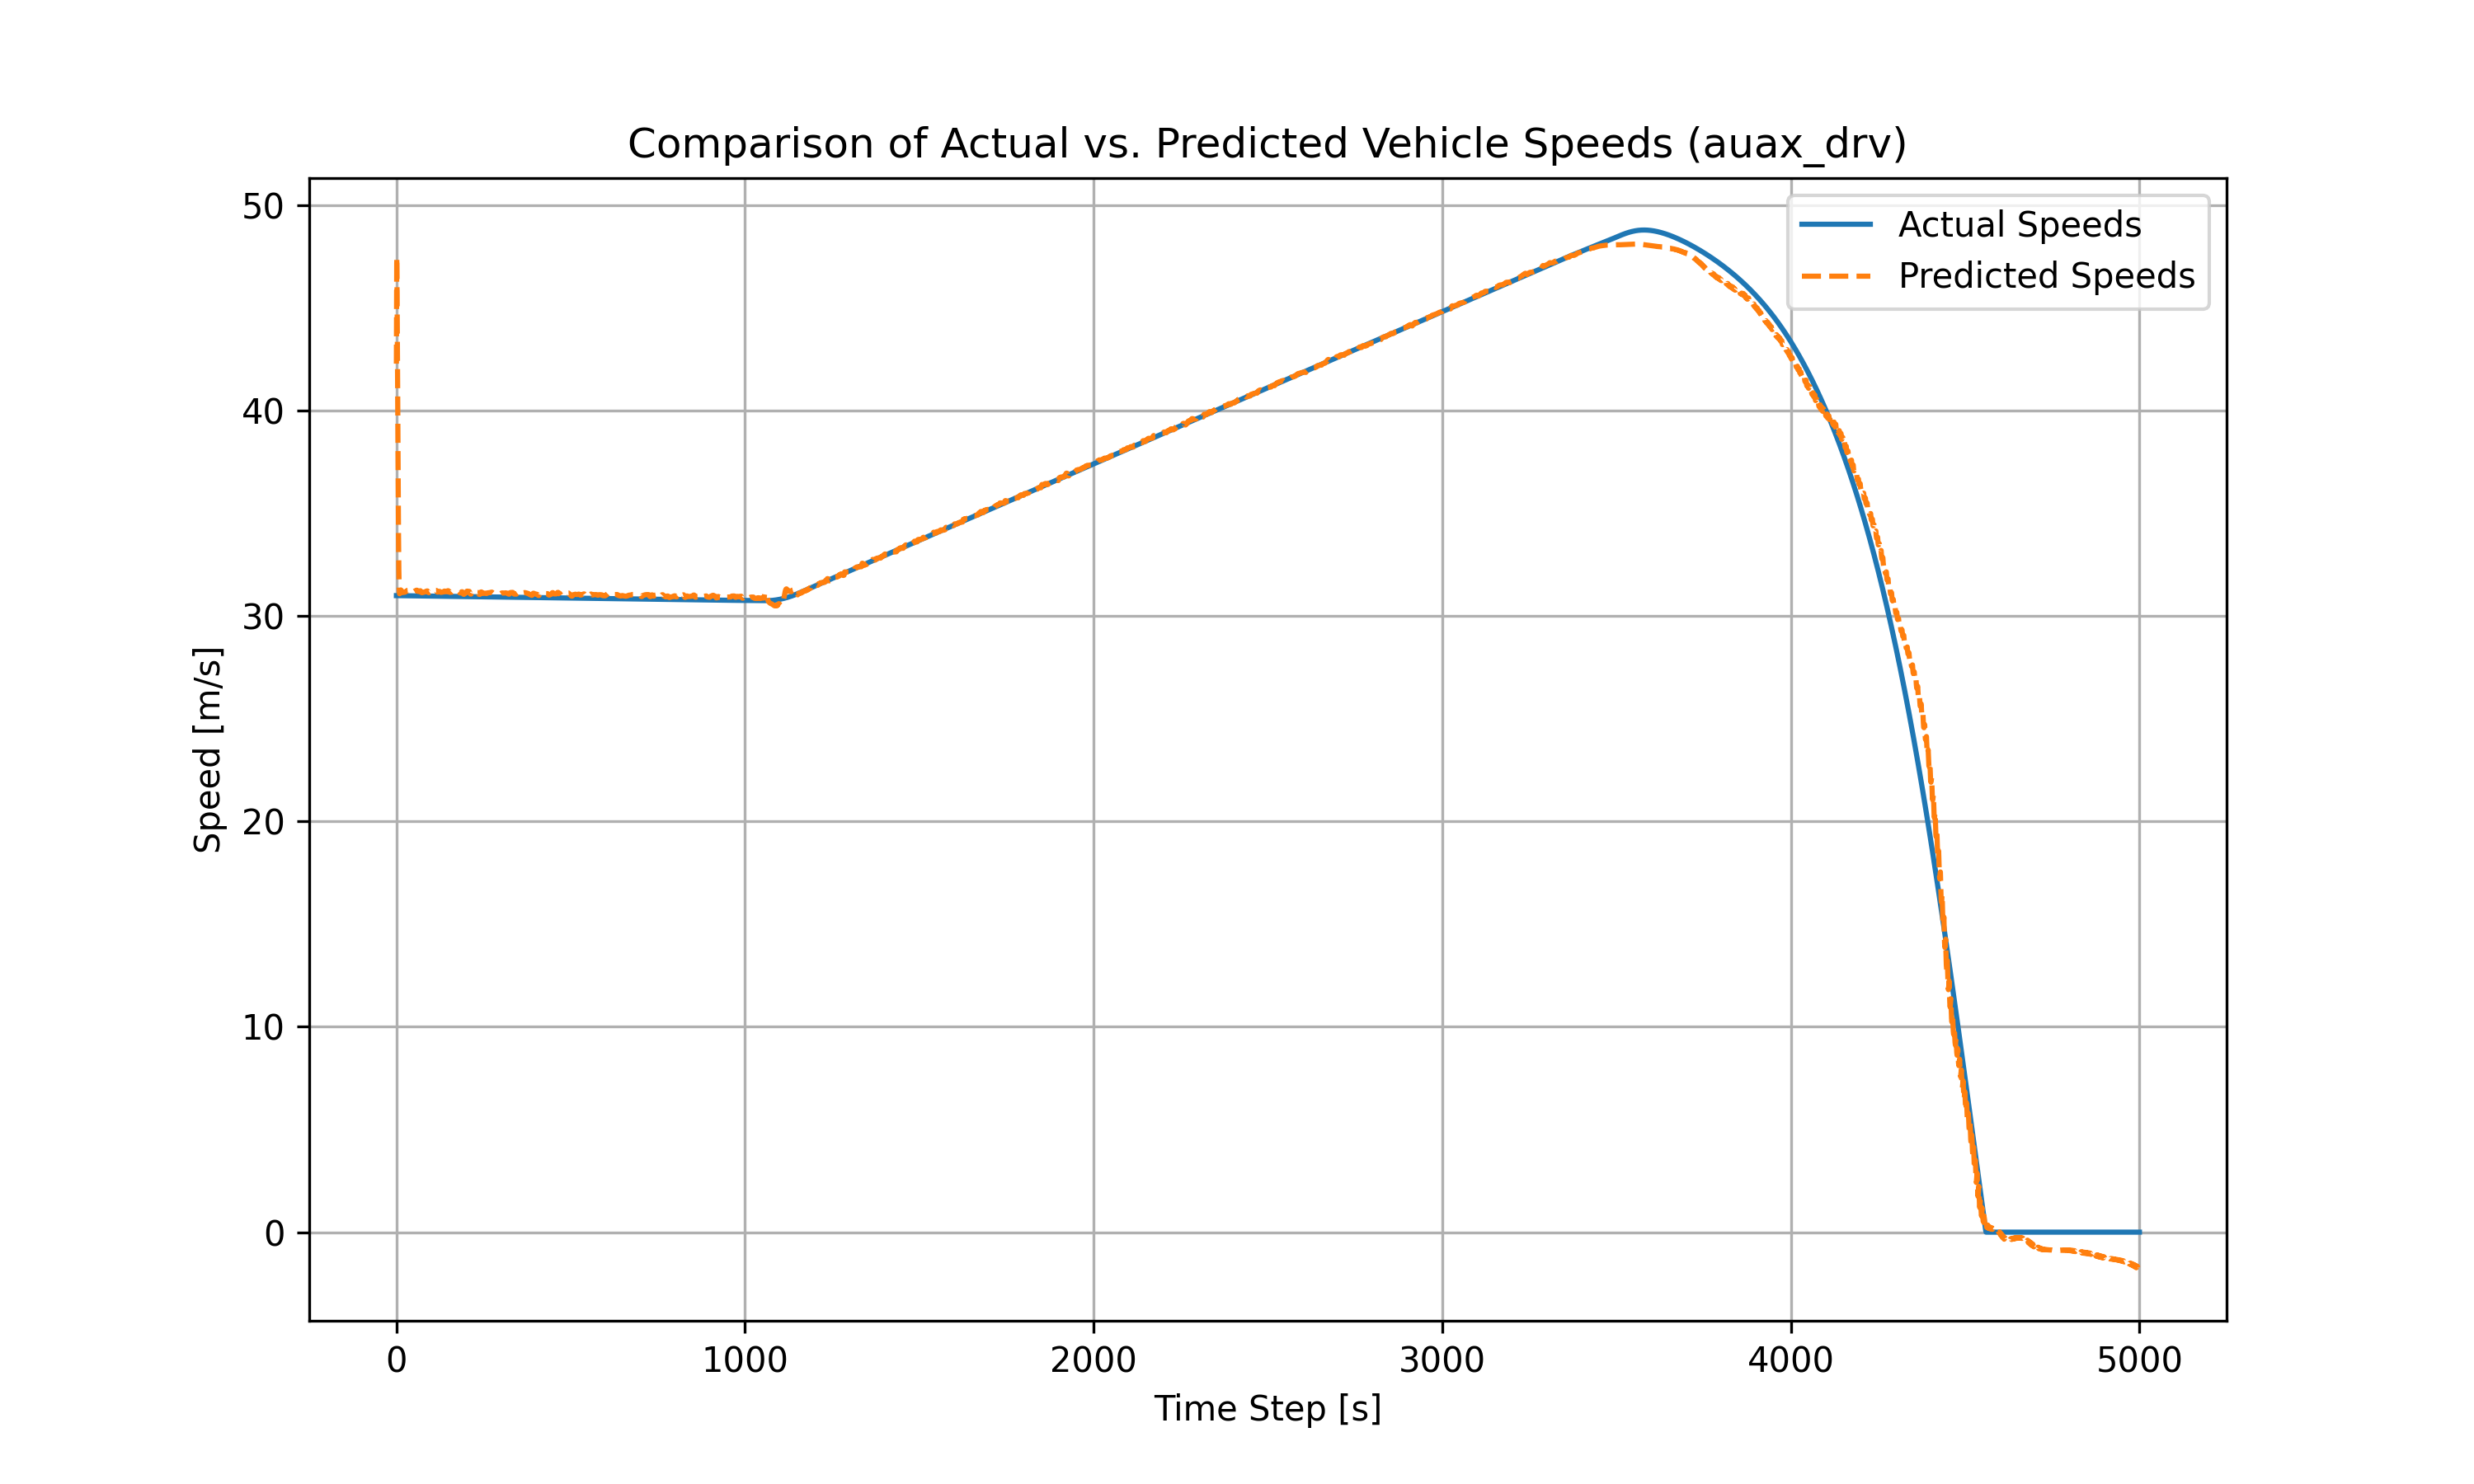 Comparison of Actual vs. Predicted Vehicle Speeds (auax_drv)
Actual Speeds
Predicted Speeds
50
40
30
20
10
0
Speed [m/s]
0 1000 2000 3000 4000 5000
Time Step [s]